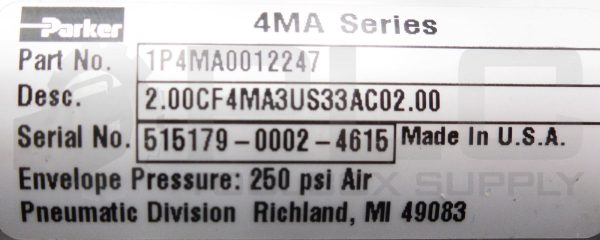 Parker 4MA Series
Part No. 1P4MA0012247
Desc. 2.00CF4MA3US33AC02.00
Serial No. 515179-0002-4615 Made In U.S.A.
Envelope Pressure: 250 psi Air
Pneumatic Division Richland, MI 49083